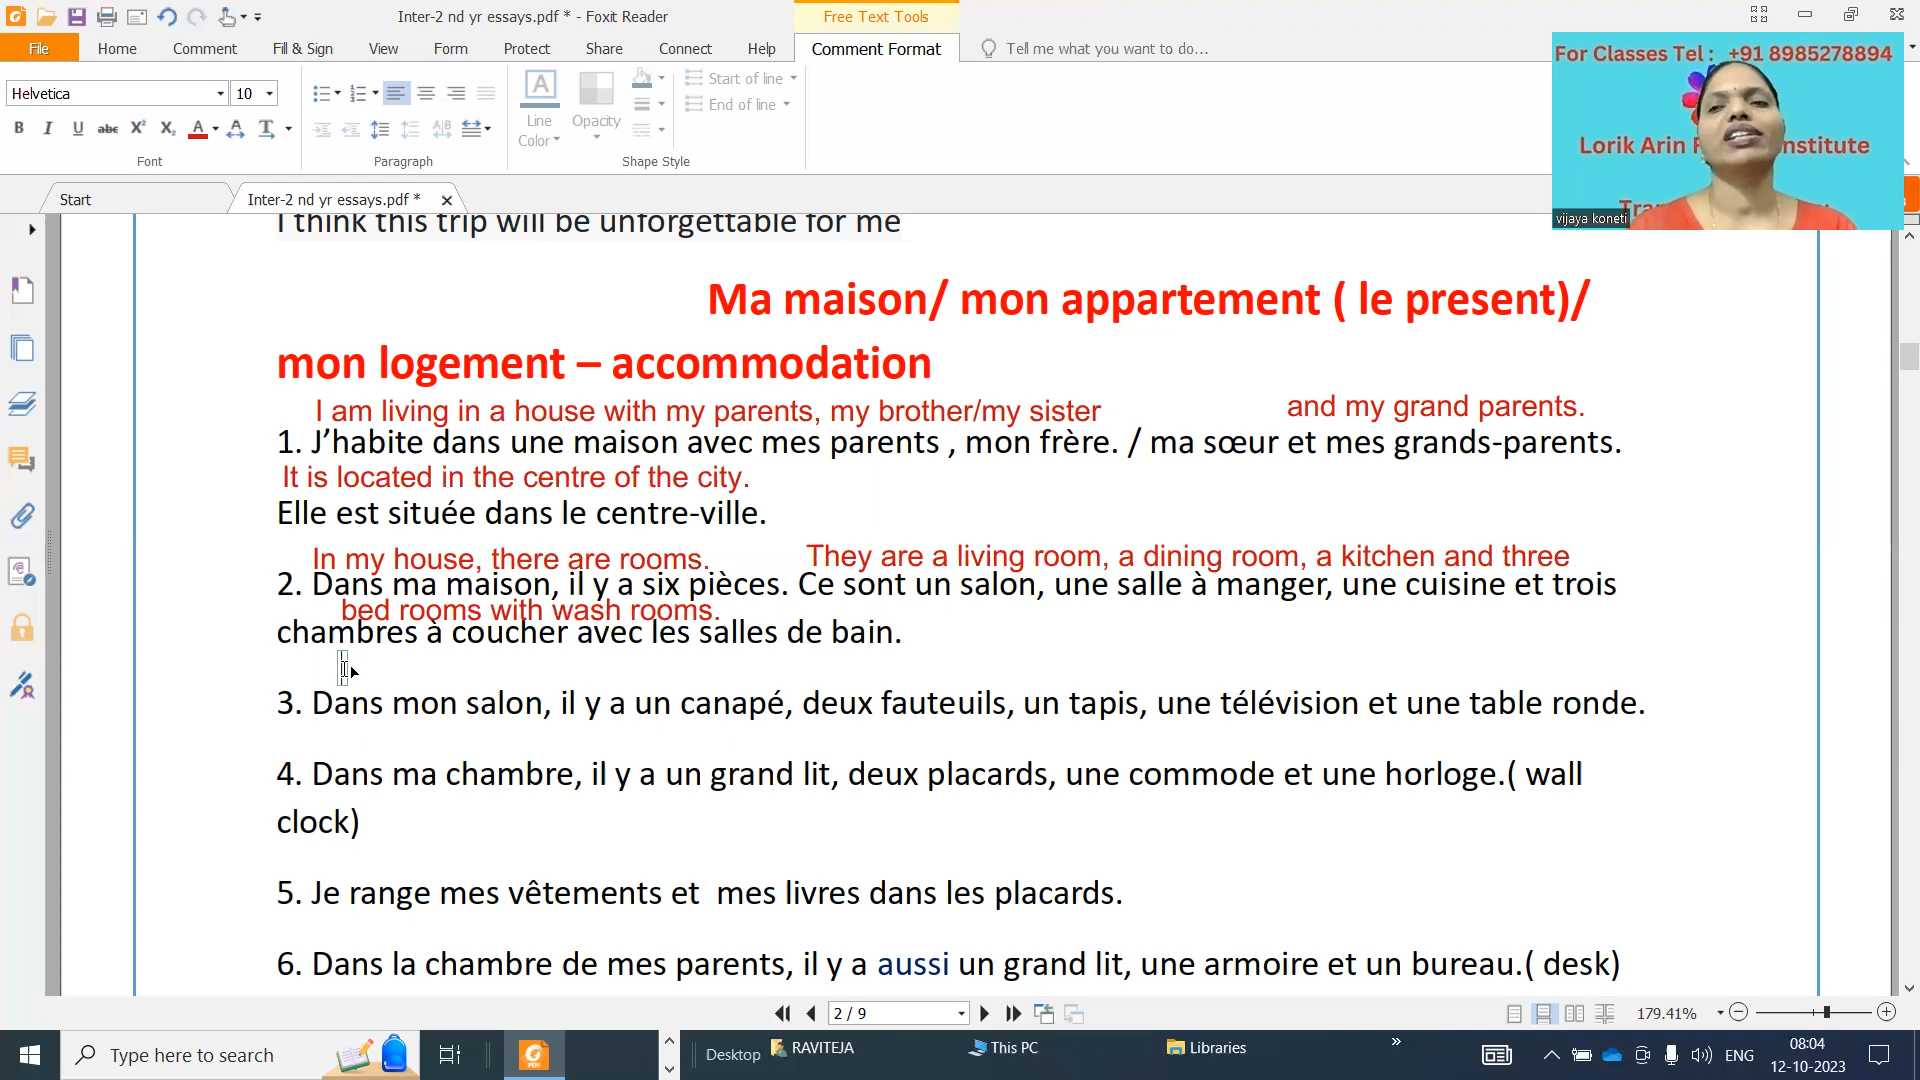 Inter-2 nd yr essays.pdf * - Foxit Reader
Free Text Tools
File Home Comment Fill & Sign View Form Protect Share Connect Help Comment Format Tell me what you want to do...
Helvetica 10
Start of line
End of line
Line Color
Opacity
Font Paragraph Shape Style
For Classes Tel : +91 8985278894
Lorik Arin
nstitute
vijaya koneti
Start
Inter-2 nd yr essays.pdf *
I think this trip will be unforgettable for me
Ma maison/ mon appartement ( le present)/
mon logement – accommodation
I am living in a house with my parents, my brother/my sister and my grand parents.
1. J’habite dans une maison avec mes parents , mon frère. / ma sœur et mes grands-parents.
It is located in the centre of the city.
Elle est située dans le centre-ville.
In my house, there are rooms. They are a living room, a dining room, a kitchen and three
2. Dans ma maison, il y a six pièces. Ce sont un salon, une salle à manger, une cuisine et trois
bed rooms with wash rooms.
chambres à coucher avec les salles de bain.
3. Dans mon salon, il y a un canapé, deux fauteuils, un tapis, une télévision et une table ronde.
4. Dans ma chambre, il y a un grand lit, deux placards, une commode et une horloge.( wall
clock)
5. Je range mes vêtements et  mes livres dans les placards.
6. Dans la chambre de mes parents, il y a aussi un grand lit, une armoire et un bureau.( desk)
2 / 9
179.41%
Type here to search
Desktop
RAVITEJA
This PC
Libraries
ENG
08:04
12-10-2023